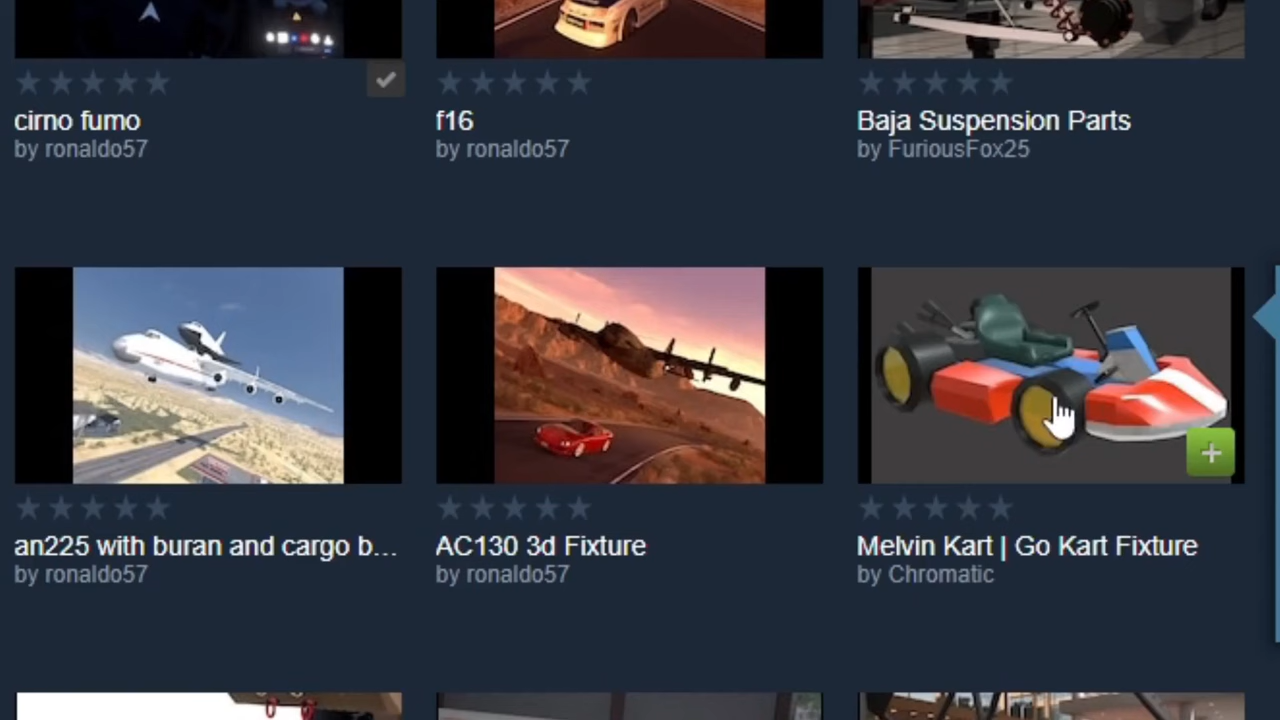 cirno fumo
by ronaldo57
f16
by ronaldo57
Baja Suspension Parts
by FuriousFox25
an225 with buran and cargo b...
by ronaldo57
AC130 3d Fixture
by ronaldo57
Melvin Kart | Go Kart Fixture
by Chromatic